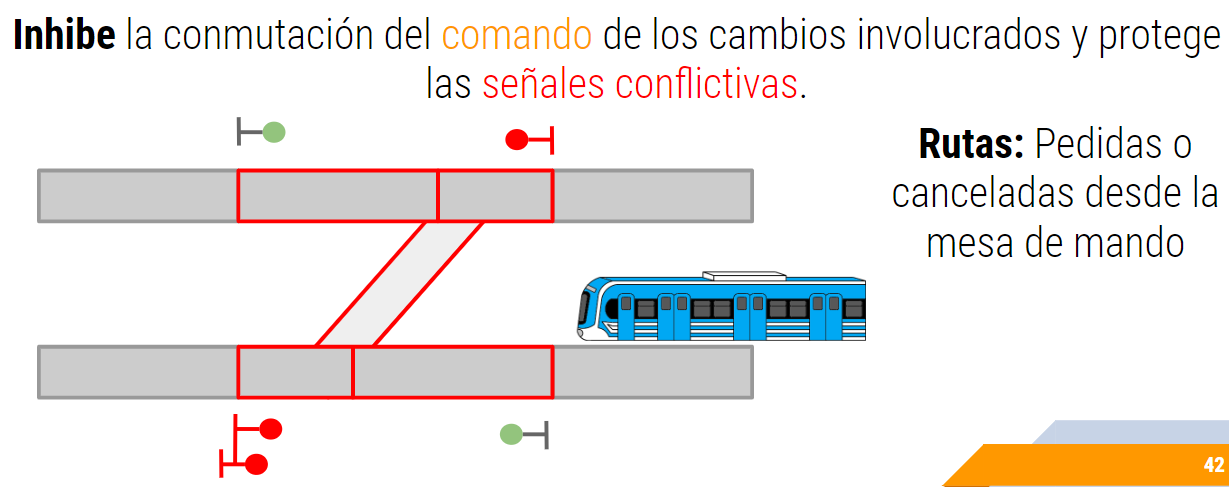 Inhibe la conmutación del comando de los cambios involucrados y protege
las señales conflictivas.
Rutas: Pedidas o
canceladas desde la
mesa de mando
42